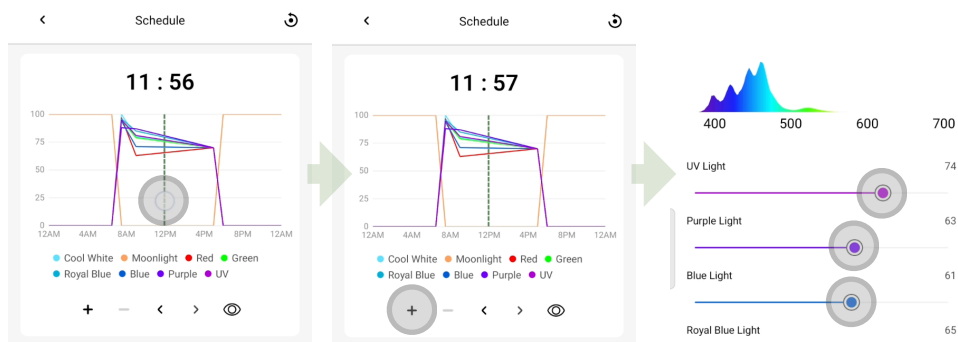 Schedule
11 : 56
100
75
50
25
0
12AM 4AM 8AM 12PM 4PM 8PM 12AM
Cool White Moonlight Red Green
Royal Blue Blue Purple UV
Schedule
11 : 57
100
75
50
25
0
12AM 4AM 8AM 12PM 4PM 8PM 12AM
Cool White Moonlight Red Green
Royal Blue Blue Purple UV
400 500 600 700
UV Light 74
Purple Light 63
Blue Light 61
Royal Blue Light 65